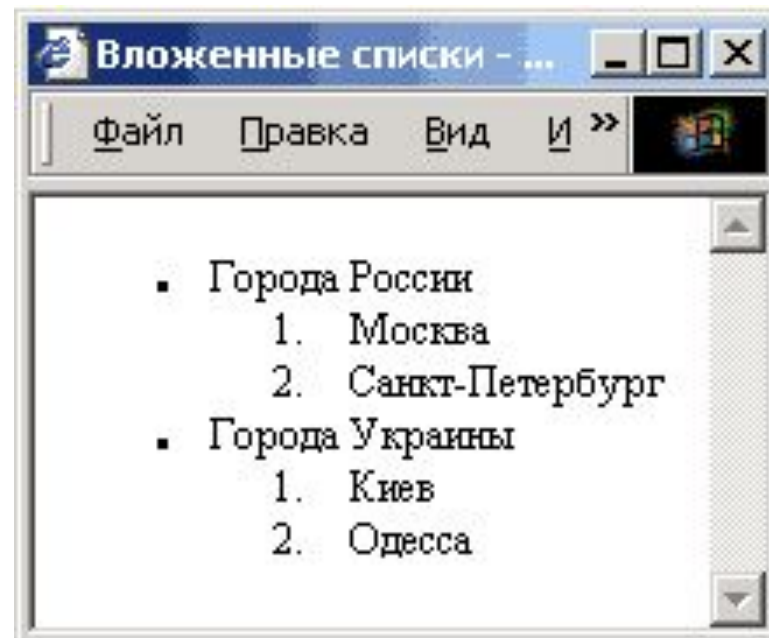 Вложенные списки - ...
Файл Правка Вид И »
▪ Города России
1. Москва
2. Санкт-Петербург
▪ Города Украины
1. Киев
2. Одесса